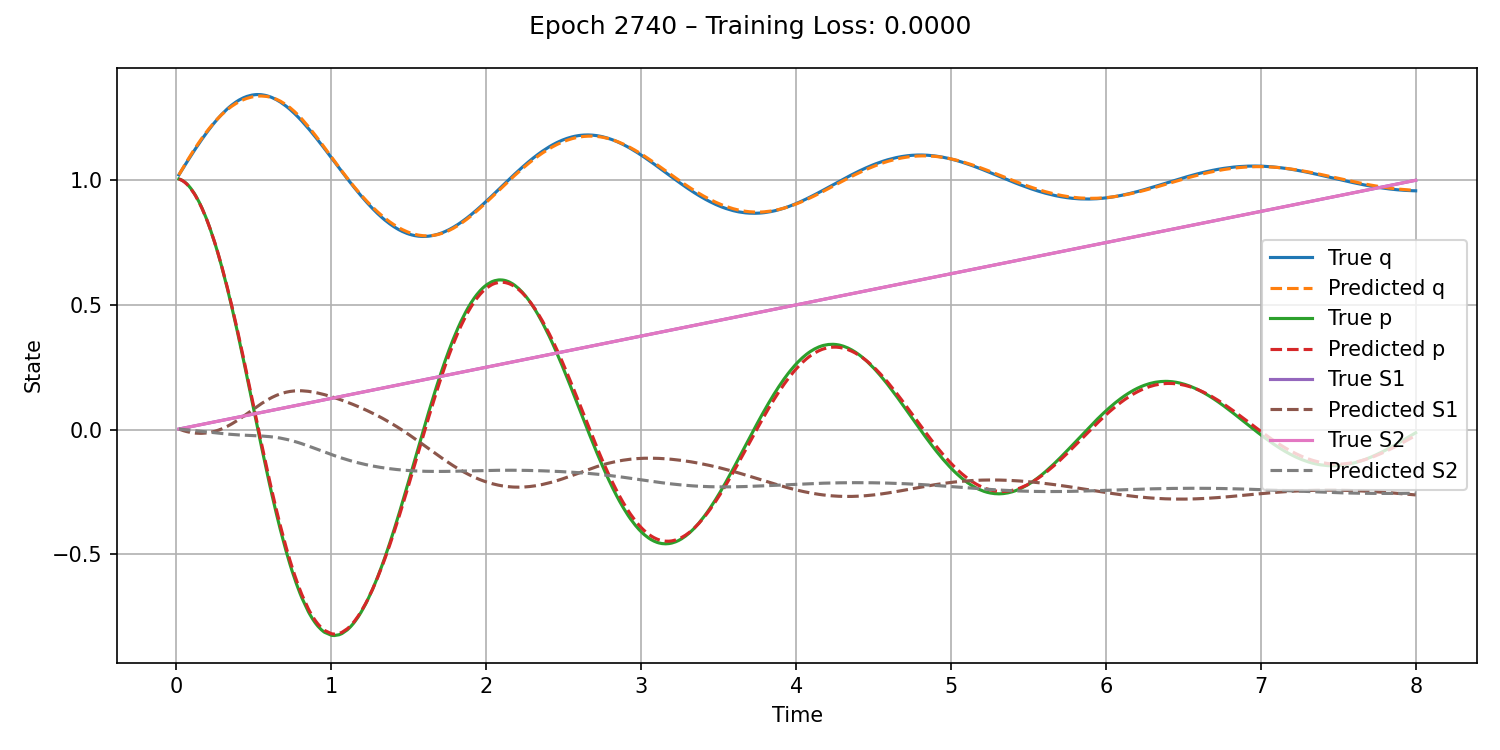 Epoch 2740 – Training Loss: 0.0000
1.0
0.5
0.0
−0.5
State
True q
Predicted q
True p
Predicted p
True S1
Predicted S1
True S2
Predicted S2
0 1 2 3 4 5 6 7 8
Time